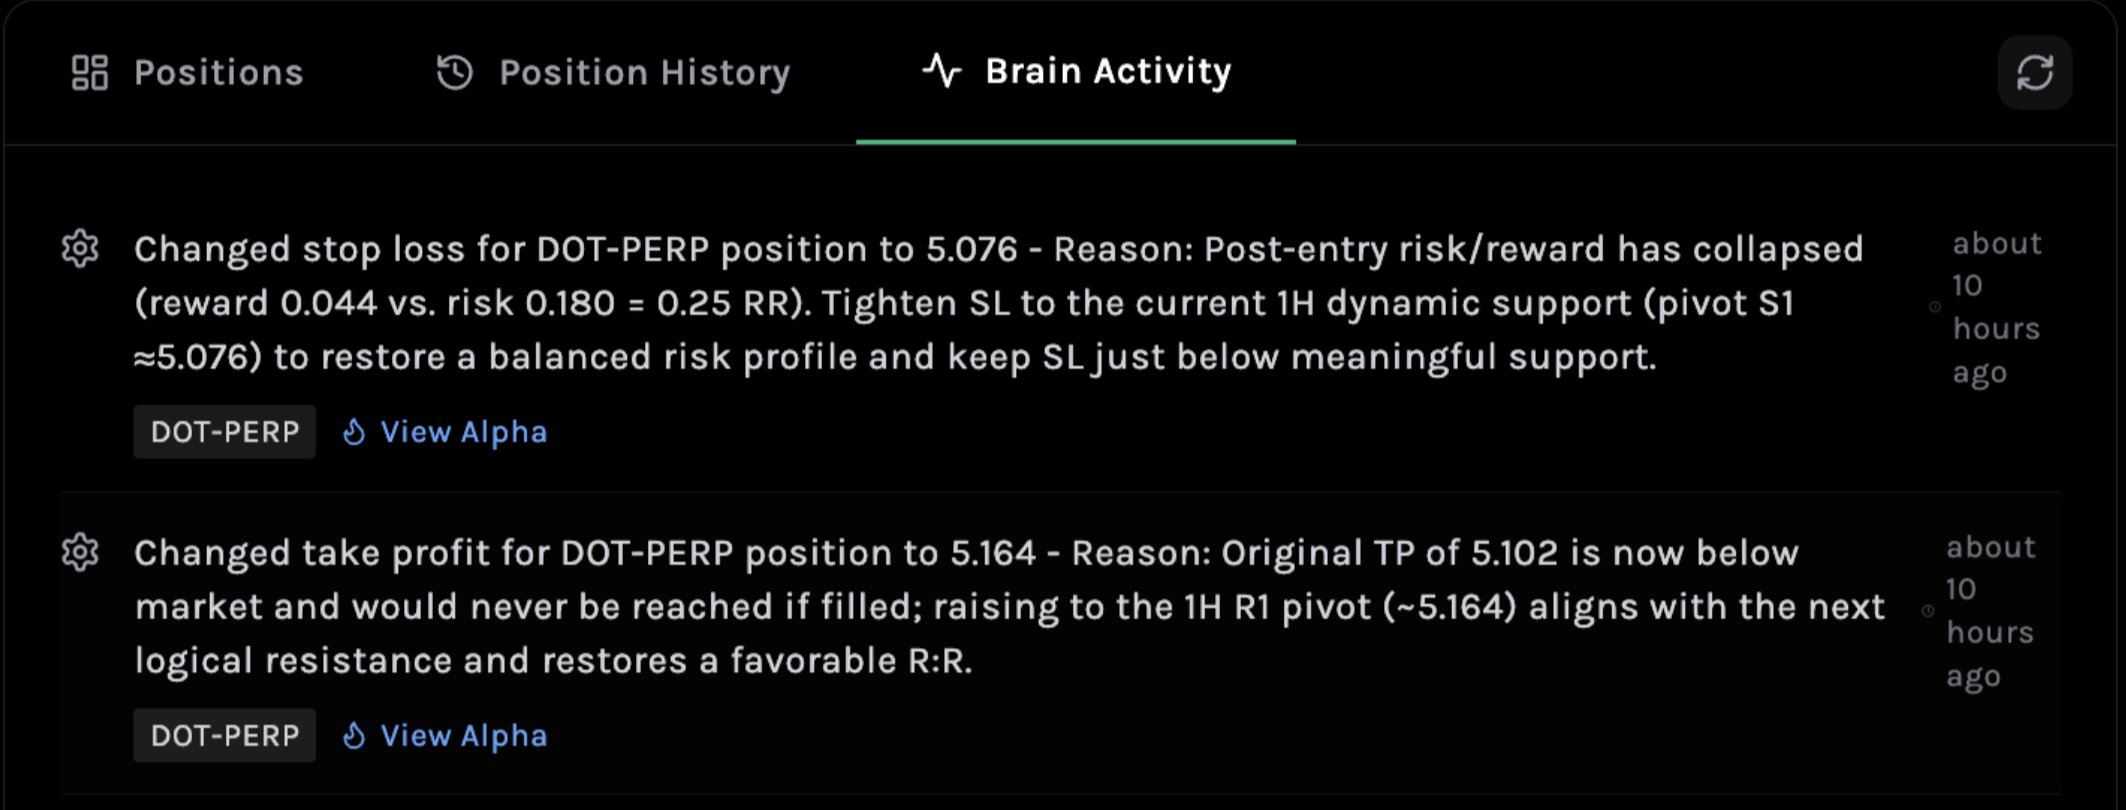 Positions
Position History
Brain Activity
Changed stop loss for DOT-PERP position to 5.076 - Reason: Post-entry risk/reward has collapsed
(reward 0.044 vs. risk 0.180 = 0.25 RR). Tighten SL to the current 1H dynamic support (pivot S1
≈5.076) to restore a balanced risk profile and keep SL just below meaningful support.
about
10
hours
ago
DOT-PERP
View Alpha
Changed take profit for DOT-PERP position to 5.164 - Reason: Original TP of 5.102 is now below
market and would never be reached if filled; raising to the 1H R1 pivot (~5.164) aligns with the next
logical resistance and restores a favorable R:R.
about
10
hours
ago
DOT-PERP
View Alpha